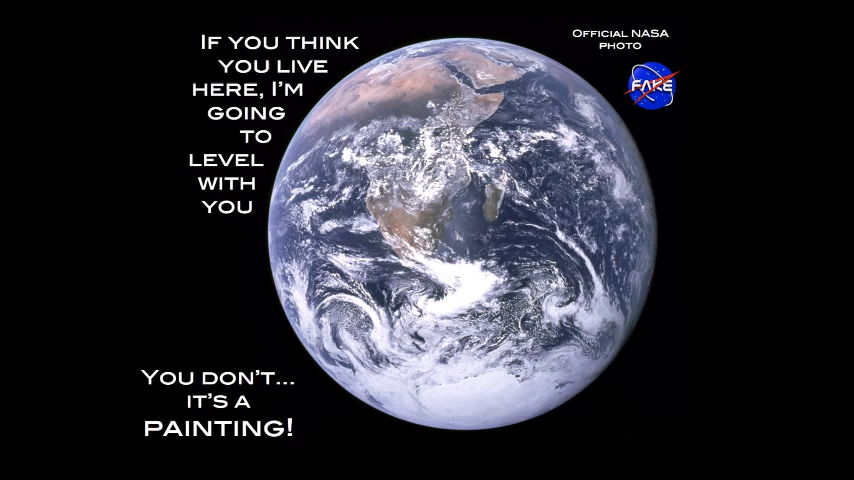 If you think
you live
here, I'm
going
to
level
with
you
Official NASA
photo
FAKE
You don't...
it's a
painting!